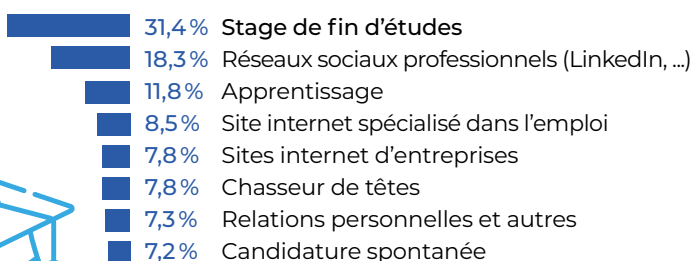 31,4 % Stage de fin d’études
18,3 % Réseaux sociaux professionnels (LinkedIn, ...)
11,8 % Apprentissage
8,5 % Site internet spécialisé dans l’emploi
7,8 % Sites internet d’entreprises
7,8 % Chasseur de têtes
7,3 % Relations personnelles et autres
7,2 % Candidature spontanée